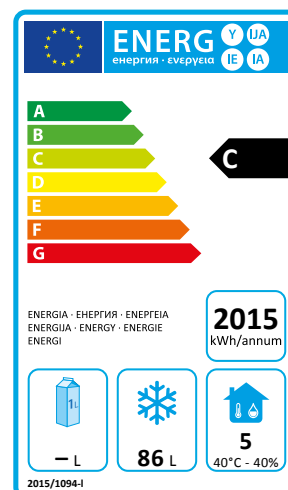 ENERG Y IJA
енергия · ενεργεια IE IA
A
B
C
C
D
E
F
G
ENERGIA · ЕНЕРГИЯ · ΕΝΕΡΓΕΙΑ
ENERGIJA · ENERGY · ENERGIE
ENERGI
2015
kWh/annum
1L
– L
86 L
5
40°C - 40%
2015/1094-I